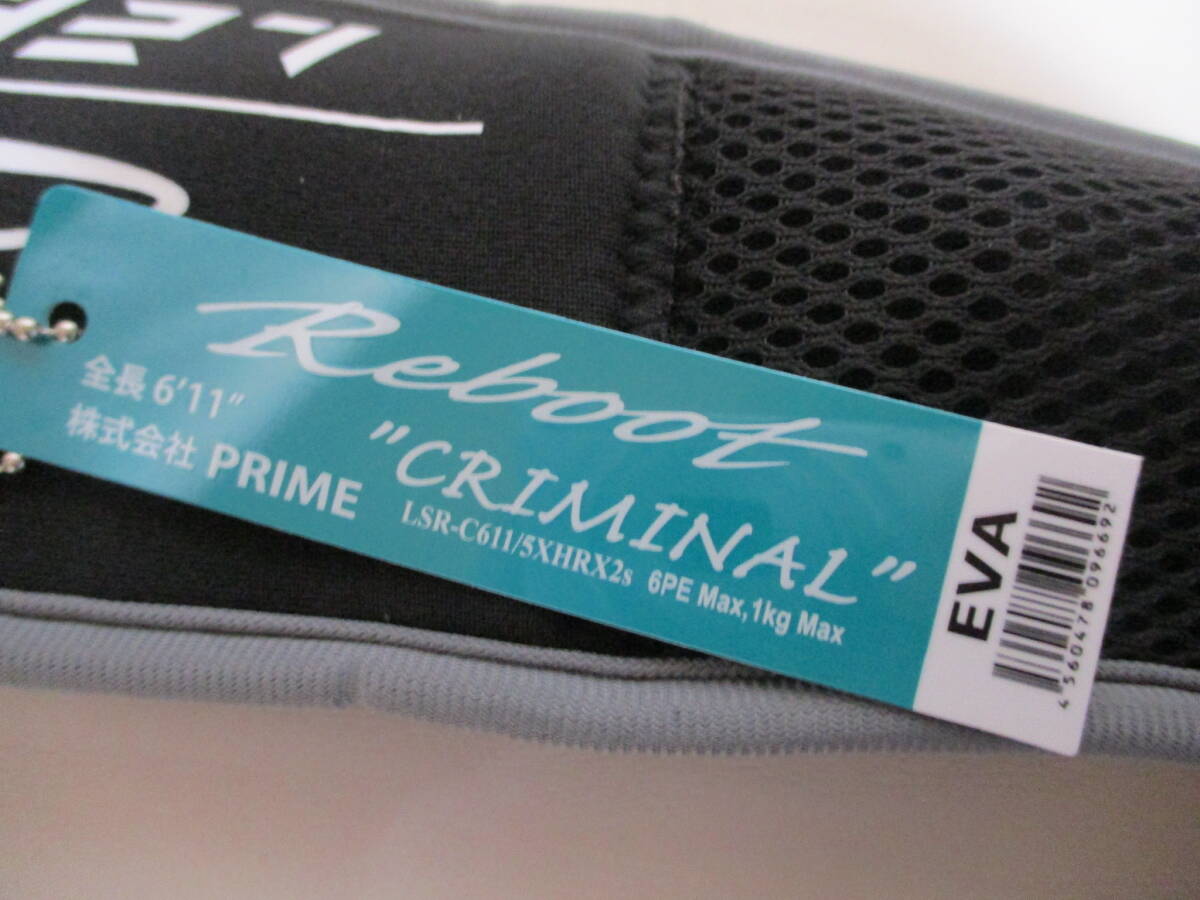 Reboot
"CRIMINAL"
LSR-C611/5XHRX2s 6PE Max,1kg Max
全長 6'11"
株式会社 PRIME
EVA
4 560478 096692